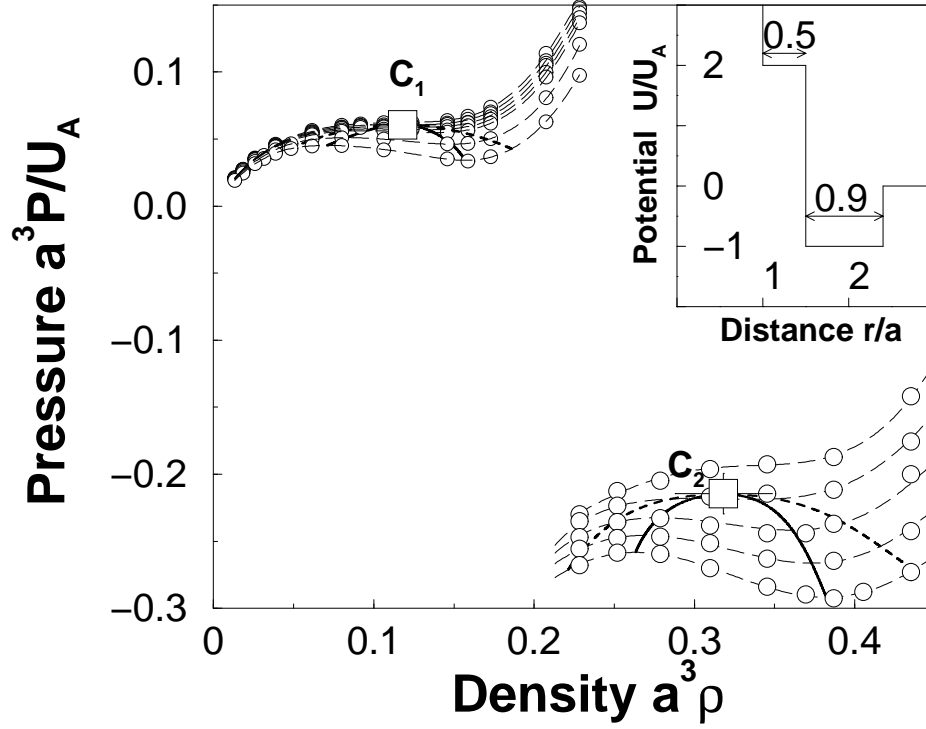 Pressure a³P/U_A
0.1
0.0
−0.1
−0.2
−0.3
0
0.1
0.2
0.3
0.4
Density a³ρ
C₁
C₂
Potential U/U_A
2
0
−1
0.5
0.9
1
2
Distance r/a